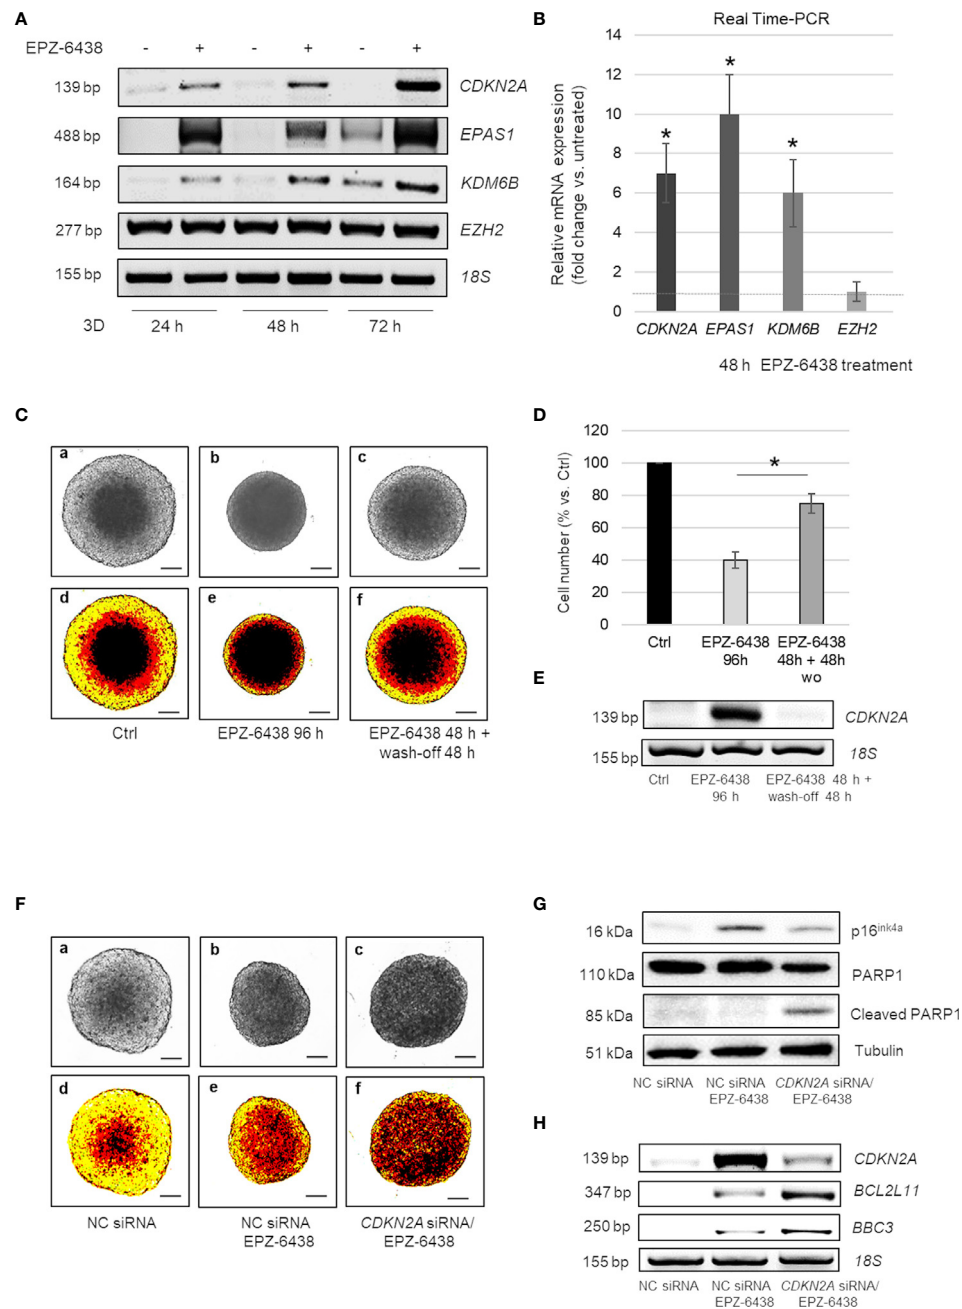 A
EPZ-6438 - + - + - +
139 bp CDKN2A
488 bp EPAS1
164 bp KDM6B
277 bp EZH2
155 bp 18S
3D 24 h 48 h 72 h
B
Real Time-PCR
Relative mRNA expression
(fold change vs. untreated)
14
12
10
8
6
4
2
0
* * *
CDKN2A EPAS1 KDM6B EZH2
48 h EPZ-6438 treatment
C
a b c
d e f
Ctrl EPZ-6438 96 h EPZ-6438 48 h +
wash-off 48 h
D
Cell number (% vs. Ctrl)
120
100
80
60
40
20
0
*
Ctrl EPZ-6438 EPZ-6438
96h 48h + 48h
wo
E
139 bp CDKN2A
155 bp 18S
Ctrl EPZ-6438 EPZ-6438 48 h +
96 h wash-off 48 h
F
a b c
d e f
NC siRNA NC siRNA CDKN2A siRNA/
EPZ-6438 EPZ-6438
G
16 kDa p16ink4a
110 kDa PARP1
85 kDa Cleaved PARP1
51 kDa Tubulin
NC siRNA NC siRNA CDKN2A siRNA/
EPZ-6438 EPZ-6438
H
139 bp CDKN2A
347 bp BCL2L11
250 bp BBC3
155 bp 18S
NC siRNA NC siRNA CDKN2A siRNA/
EPZ-6438 EPZ-6438